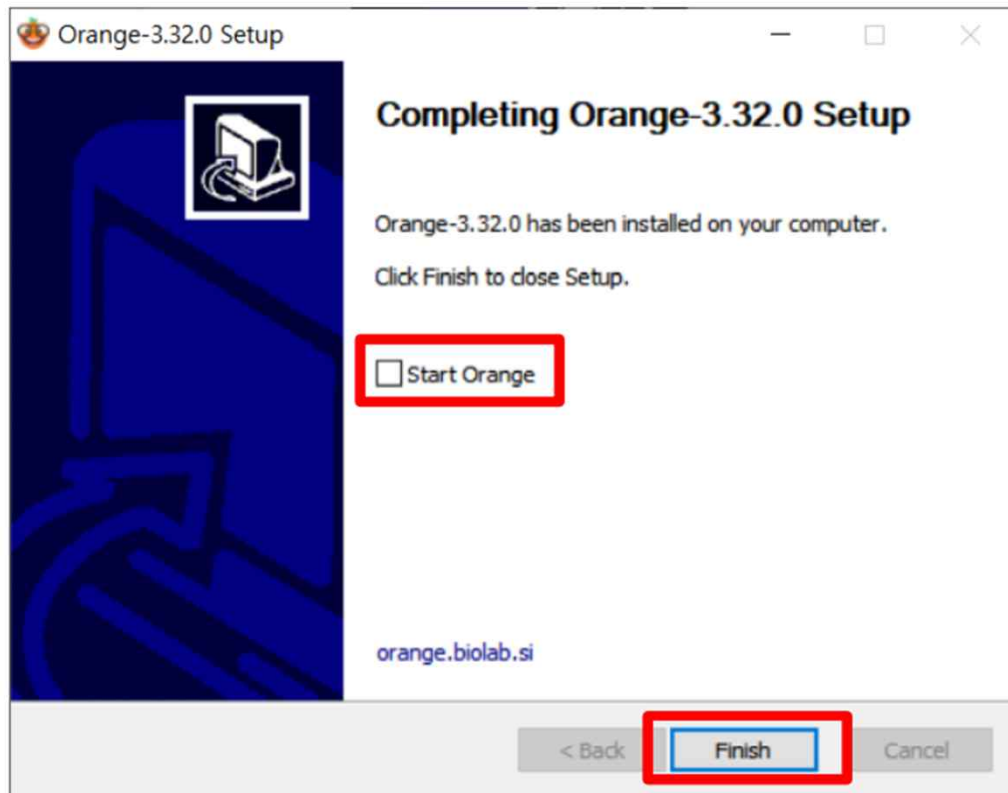 Orange-3.32.0 Setup
Completing Orange-3.32.0 Setup
Orange-3.32.0 has been installed on your computer.
Click Finish to close Setup.
Start Orange
orange.biolab.si
< Back Finish Cancel